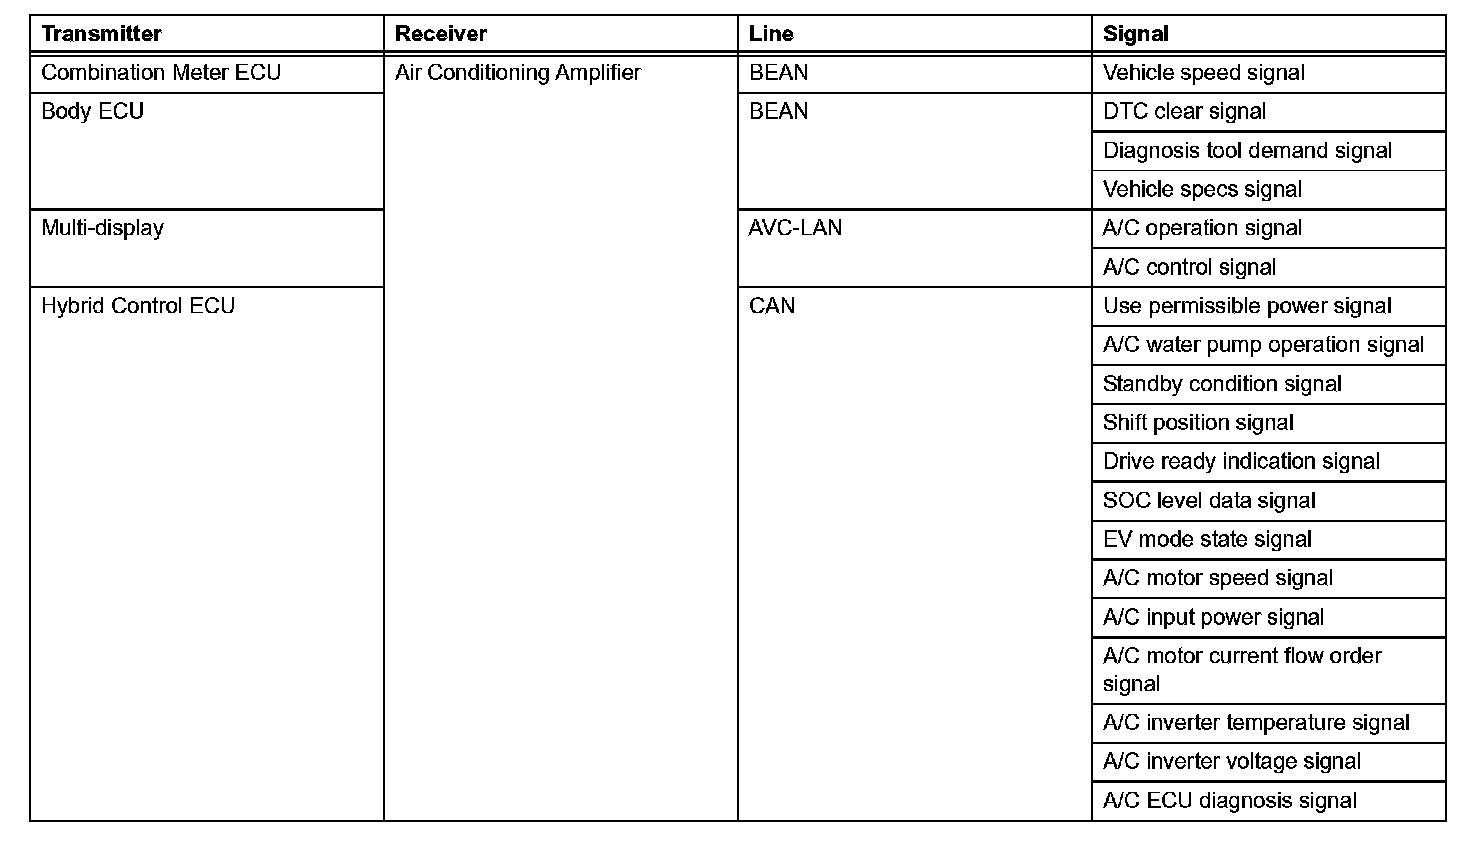 Transmitter Receiver Line Signal
Combination Meter ECU Air Conditioning Amplifier BEAN Vehicle speed signal
Body ECU BEAN DTC clear signal
Diagnosis tool demand signal
Vehicle specs signal
Multi-display AVC-LAN A/C operation signal
A/C control signal
Hybrid Control ECU CAN Use permissible power signal
A/C water pump operation signal
Standby condition signal
Shift position signal
Drive ready indication signal
SOC level data signal
EV mode state signal
A/C motor speed signal
A/C input power signal
A/C motor current flow order
signal
A/C inverter temperature signal
A/C inverter voltage signal
A/C ECU diagnosis signal